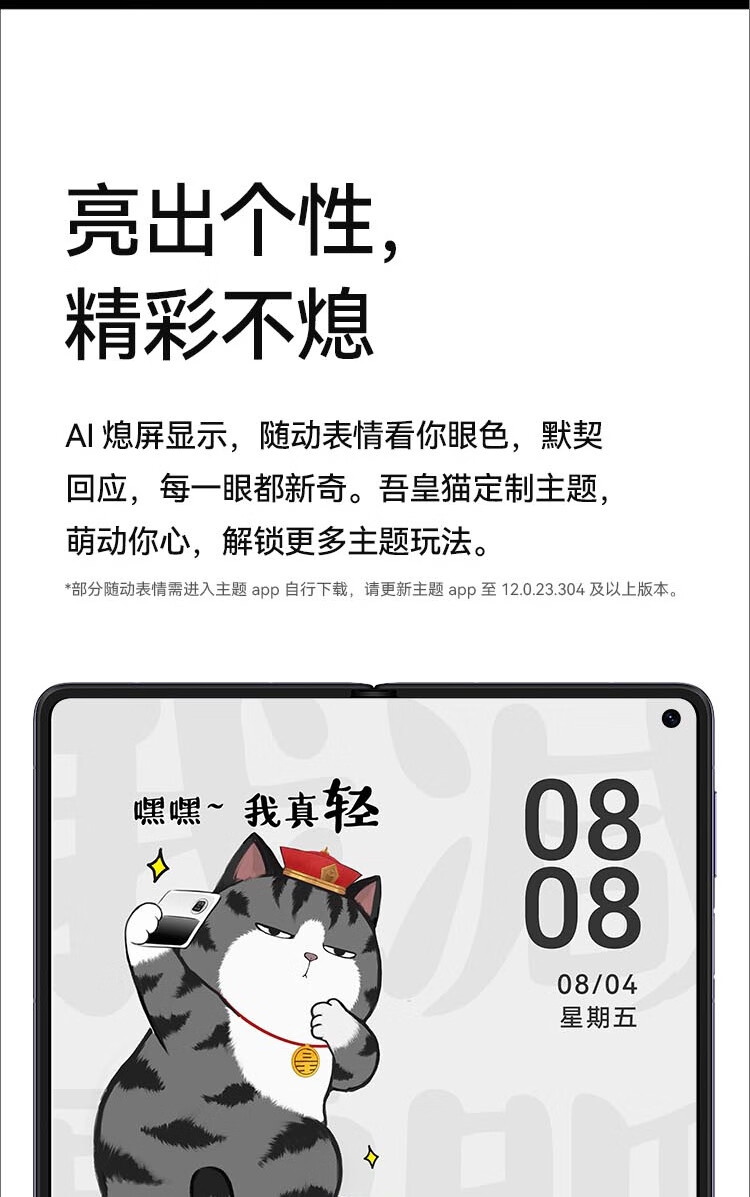 亮出个性，
精彩不熄
AI 熄屏显示，随动表情看你眼色，默契
回应，每一眼都新奇。吾皇猫定制主题，
萌动你心，解锁更多主题玩法。
*部分随动表情需进入主题 app 自行下载，请更新主题 app 至 12.0.23.304 及以上版本。
嘿嘿~ 我真轻
08
08
08/04
星期五